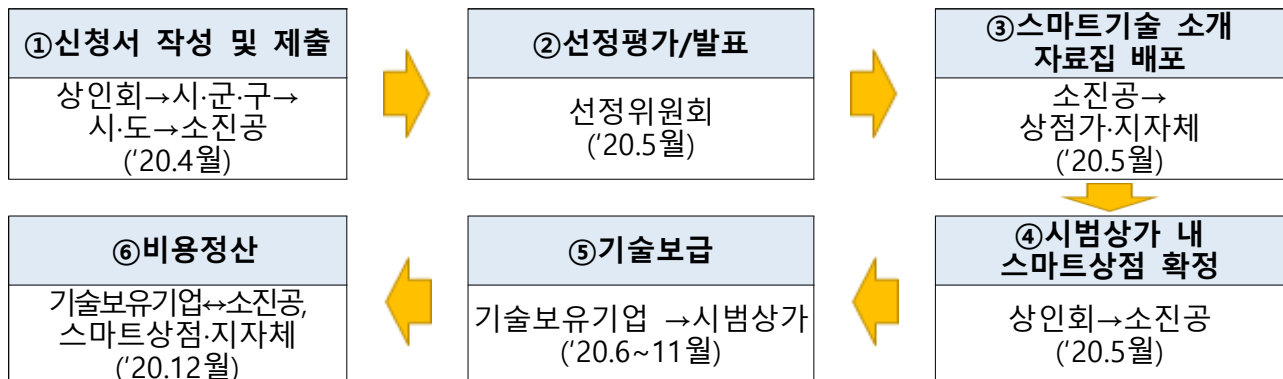 ①신청서 작성 및 제출
상인회→시·군·구→
시·도→소진공
(‘20.4월)
②선정평가/발표
선정위원회
(‘20.5월)
③스마트기술 소개
자료집 배포
소진공→
상점가·지자체
(‘20.5월)
④시범상가 내
스마트상점 확정
상인회→소진공
(‘20.5월)
⑤기술보급
기술보유기업 →시범상가
(‘20.6~11월)
⑥비용정산
기술보유기업↔소진공,
스마트상점·지자체
(‘20.12월)